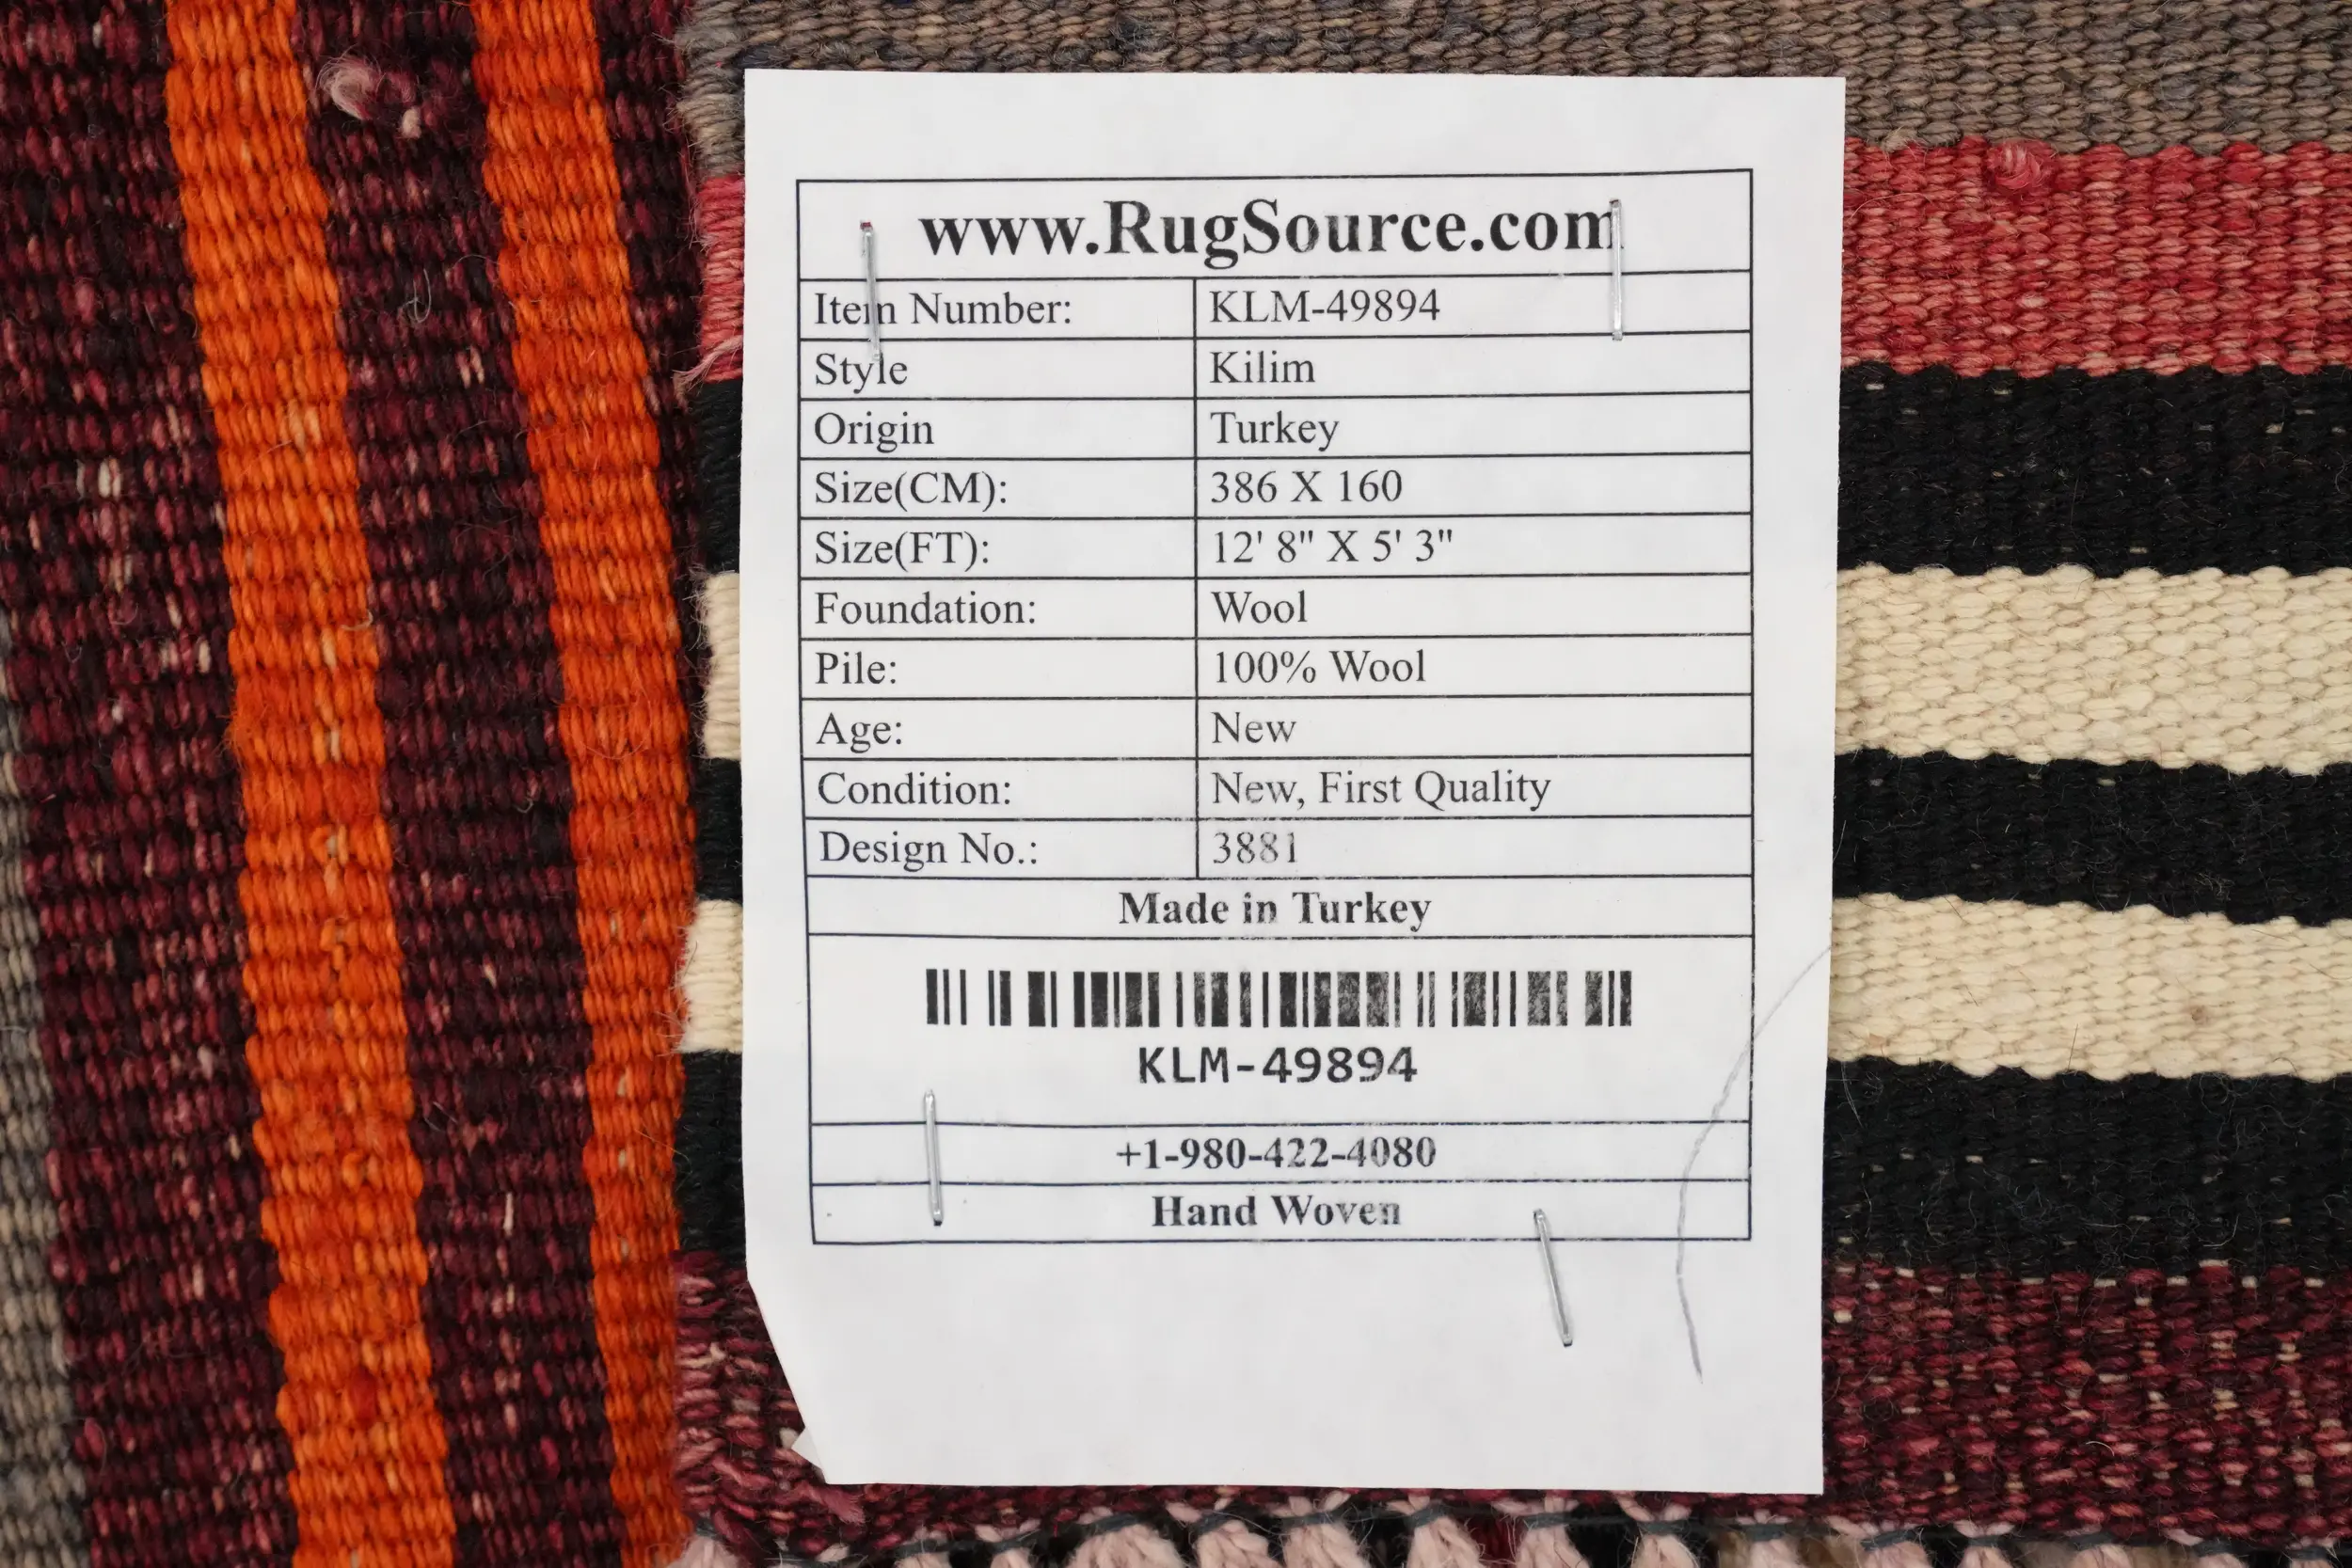 www.RugSource.com
Item Number: KLM-49894
Style Kilim
Origin Turkey
Size(CM): 386 X 160
Size(FT): 12' 8" X 5' 3"
Foundation: Wool
Pile: 100% Wool
Age: New
Condition: New, First Quality
Design No.: 3881
Made in Turkey
KLM-49894
+1-980-422-4080
Hand Woven